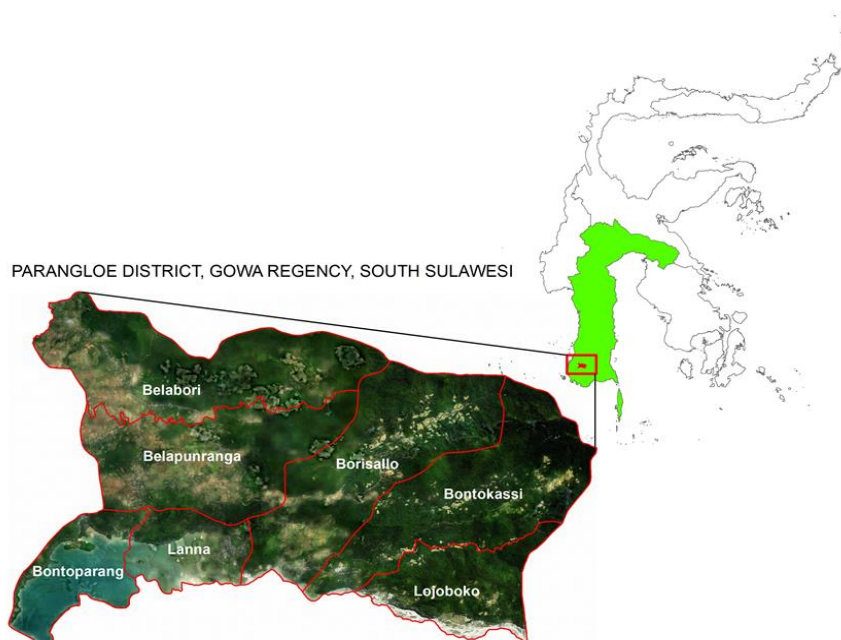 PARANGLOE DISTRICT, GOWA REGENCY, SOUTH SULAWESI
Belabori
Belapunranga
Borisallo
Bontokassi
Lanna
Bontoparang
Lojoboko